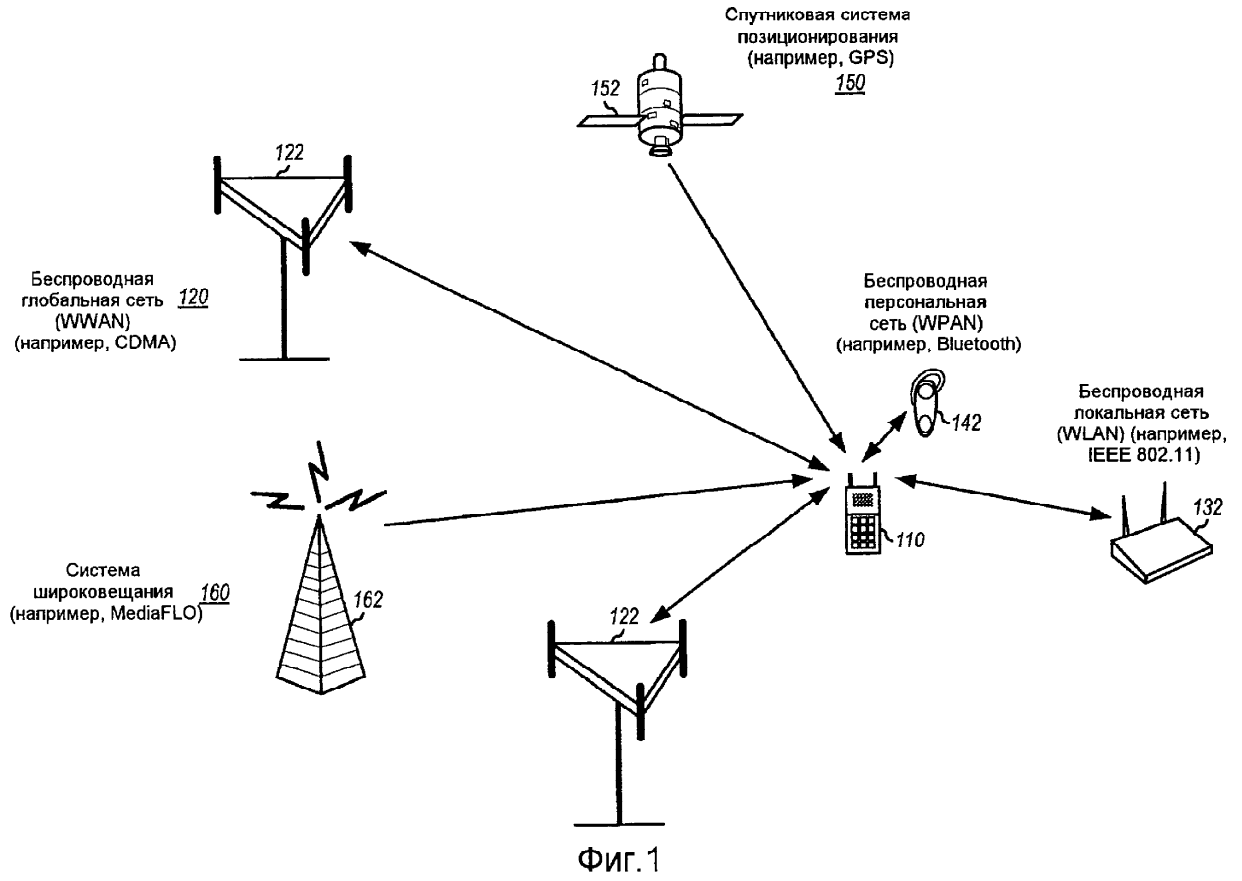 Спутниковая система
позиционирования
(например, GPS)
150
152
122
Беспроводная
глобальная сеть
(WWAN)
(например, CDMA)
120
Беспроводная
персональная
сеть (WPAN)
(например, Bluetooth)
142
Беспроводная
локальная сеть
(WLAN) (например,
IEEE 802.11)
132
110
Система
широковещания
(например, MediaFLO)
160
162
122
Фиг.1